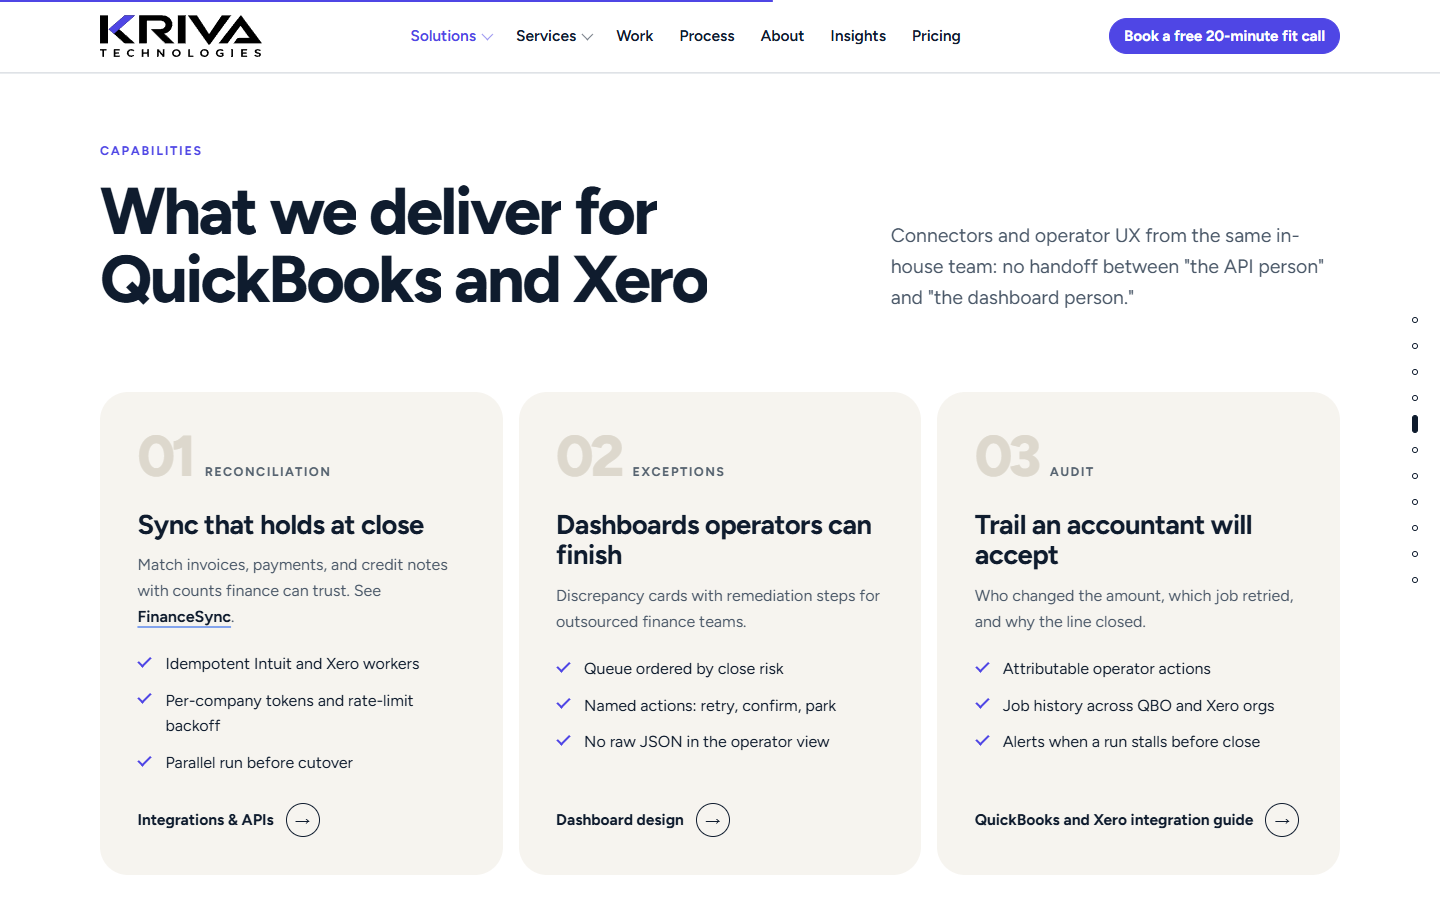 KRIVA
TECHNOLOGIES
Solutions
Services
Work
Process
About
Insights
Pricing
Book a free 20-minute fit call
CAPABILITIES
What we deliver for
QuickBooks and Xero
Connectors and operator UX from the same in-
house team: no handoff between "the API person"
and "the dashboard person."
01 RECONCILIATION
Sync that holds at close
Match invoices, payments, and credit notes
with counts finance can trust. See
FinanceSync.
Idempotent Intuit and Xero workers
Per-company tokens and rate-limit
backoff
Parallel run before cutover
Integrations & APIs →
02 EXCEPTIONS
Dashboards operators can
finish
Discrepancy cards with remediation steps for
outsourced finance teams.
Queue ordered by close risk
Named actions: retry, confirm, park
No raw JSON in the operator view
Dashboard design →
03 AUDIT
Trail an accountant will
accept
Who changed the amount, which job retried,
and why the line closed.
Attributable operator actions
Job history across QBO and Xero orgs
Alerts when a run stalls before close
QuickBooks and Xero integration guide →